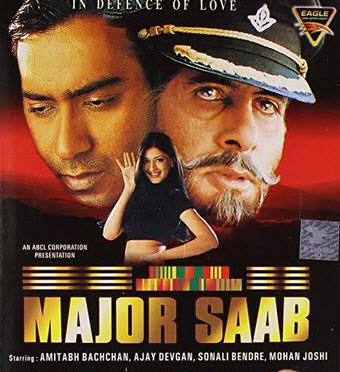 IN DEFENCE OF LOVE
EAGLE
AN ABCL CORPORATION
PRESENTATION
MAJOR SAAB
Starring : AMITABH BACHCHAN, AJAY DEVGAN, SONALI BENDRE, MOHAN JOSHI